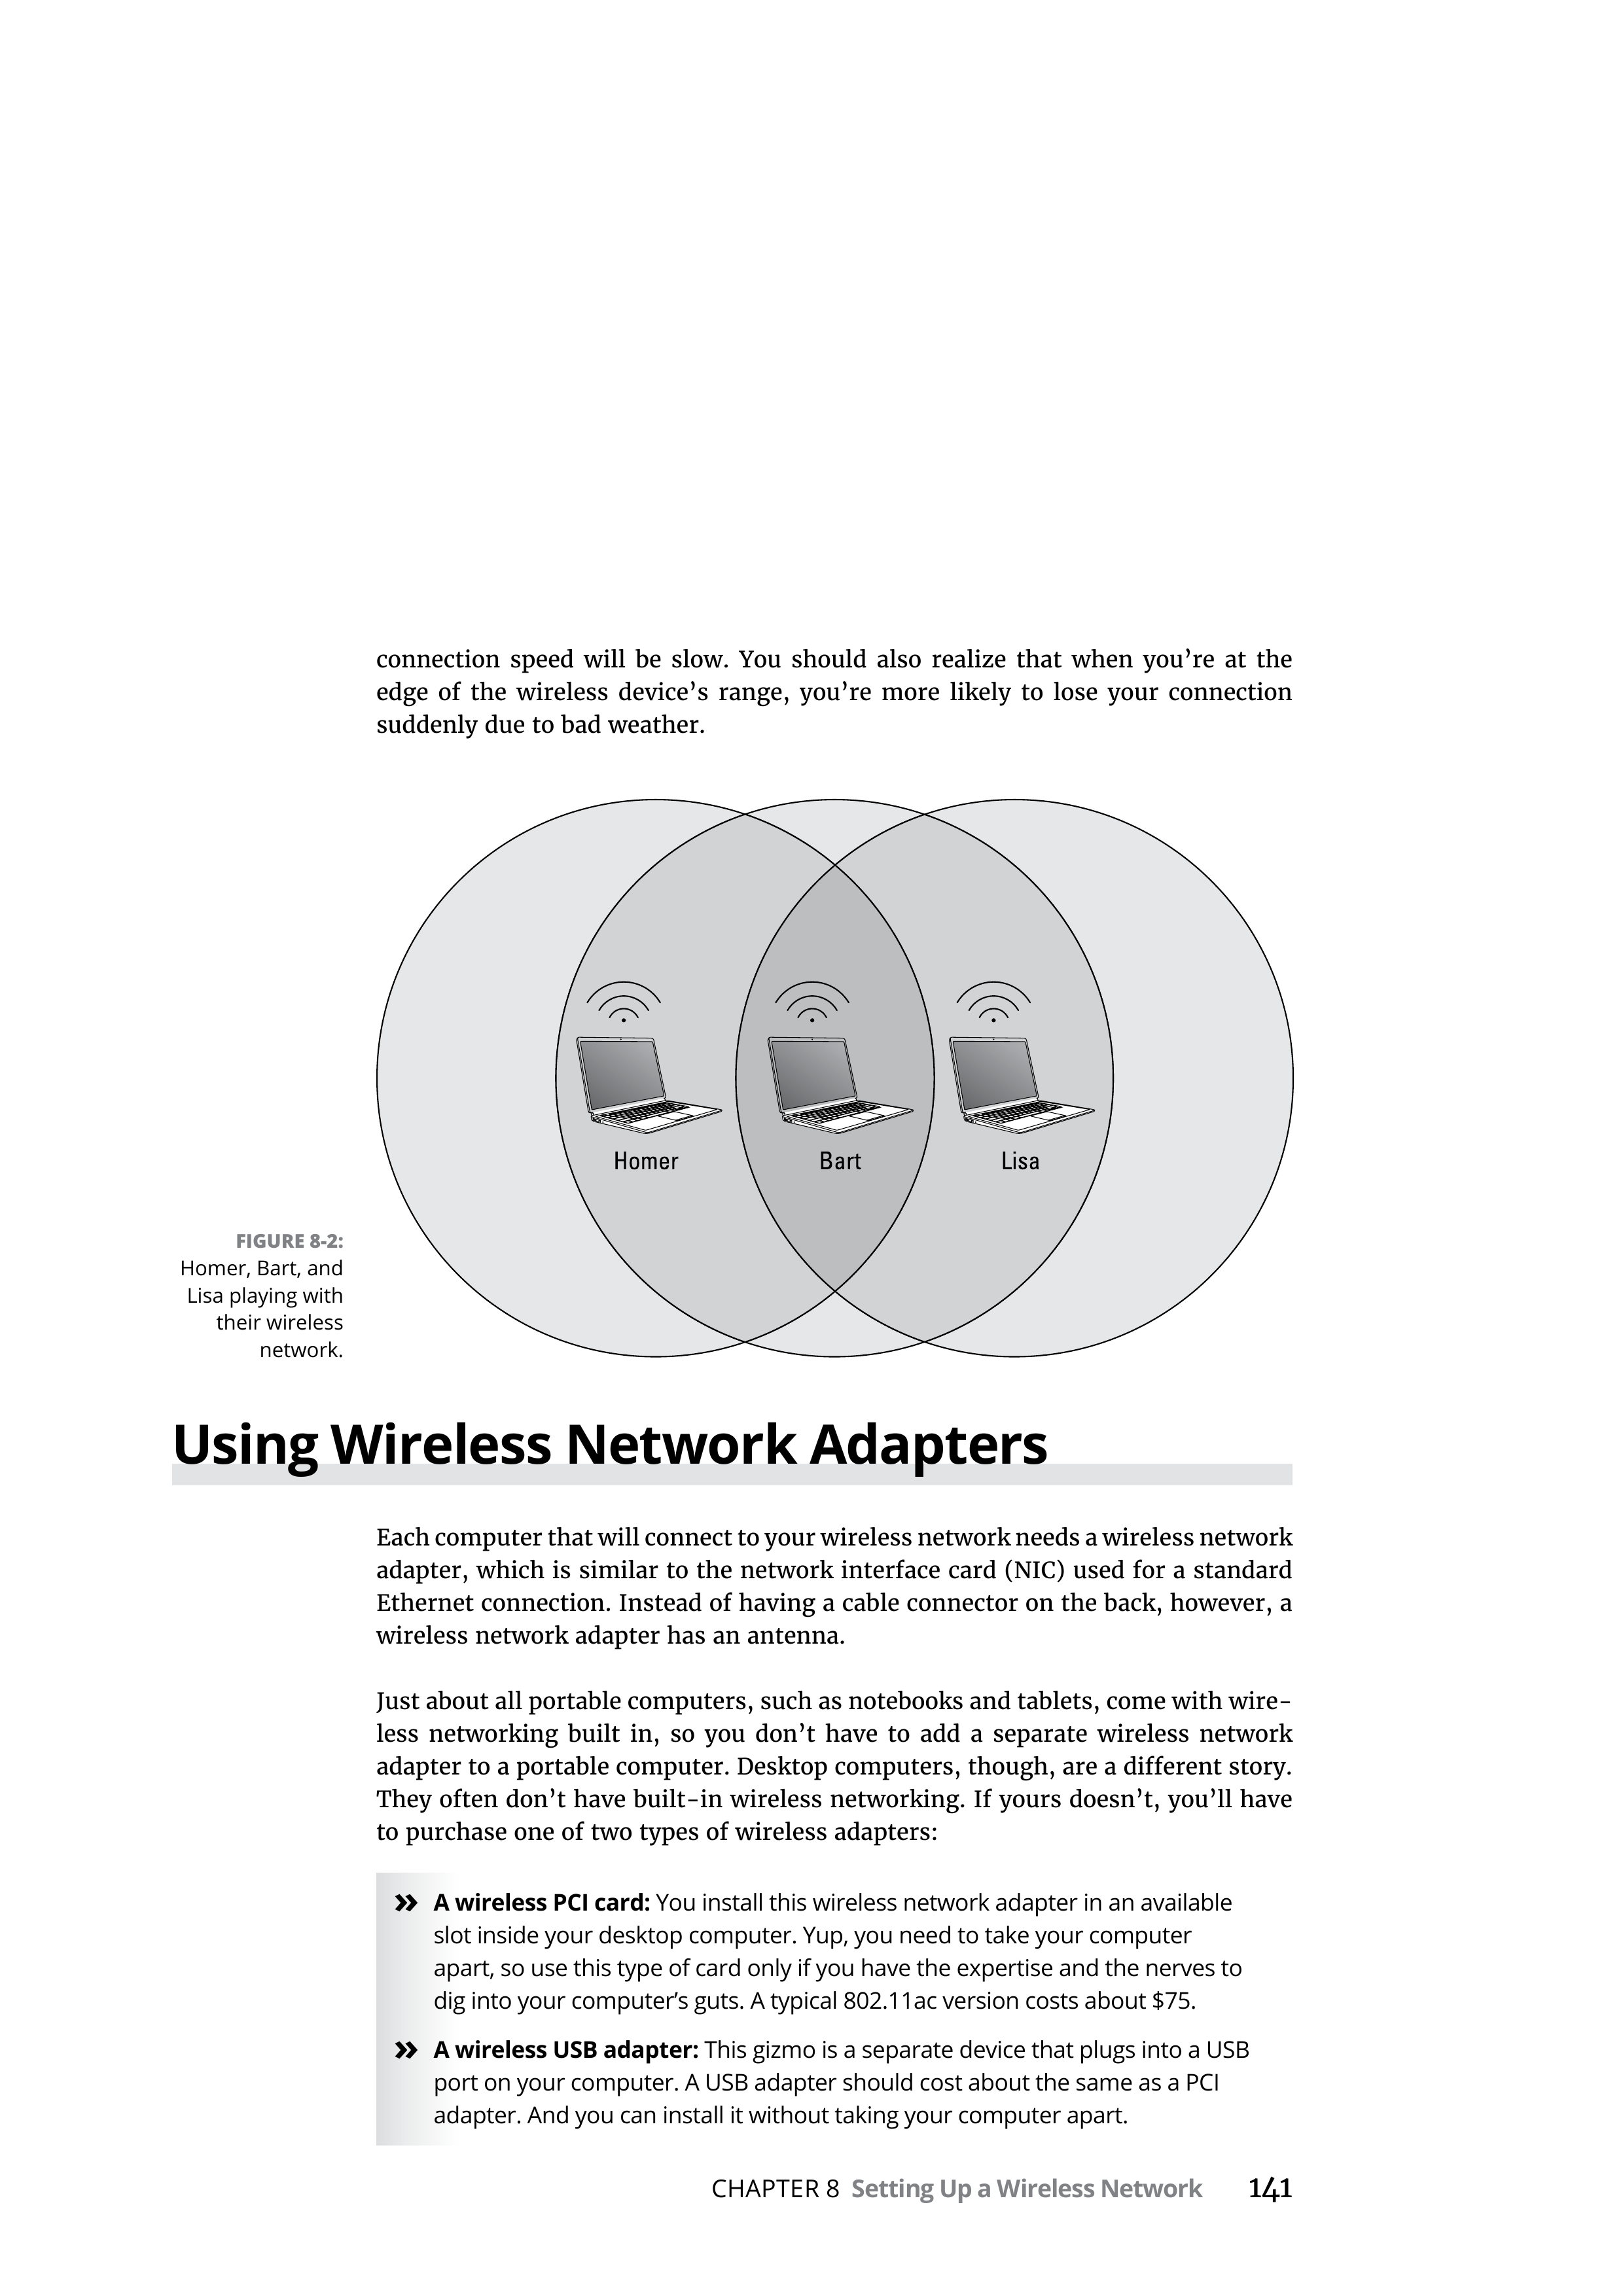 connection speed will be slow. You should also realize that when you’re at the
edge of the wireless device’s range, you’re more likely to lose your connection
suddenly due to bad weather.
Homer
Bart
Lisa
FIGURE 8-2:
Homer, Bart, and
Lisa playing with
their wireless
network.
Using Wireless Network Adapters
Each computer that will connect to your wireless network needs a wireless network
adapter, which is similar to the network interface card (NIC) used for a standard
Ethernet connection. Instead of having a cable connector on the back, however, a
wireless network adapter has an antenna.
Just about all portable computers, such as notebooks and tablets, come with wire-
less networking built in, so you don’t have to add a separate wireless network
adapter to a portable computer. Desktop computers, though, are a different story.
They often don’t have built-in wireless networking. If yours doesn’t, you’ll have
to purchase one of two types of wireless adapters:
» A wireless PCI card: You install this wireless network adapter in an available
slot inside your desktop computer. Yup, you need to take your computer
apart, so use this type of card only if you have the expertise and the nerves to
dig into your computer’s guts. A typical 802.11ac version costs about $75.
» A wireless USB adapter: This gizmo is a separate device that plugs into a USB
port on your computer. A USB adapter should cost about the same as a PCI
adapter. And you can install it without taking your computer apart.
CHAPTER 8 Setting Up a Wireless Network 141